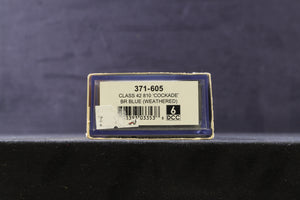 371-605
CLASS 42 810 'COCKADE'
BR BLUE (WEATHERED)
6
DCC